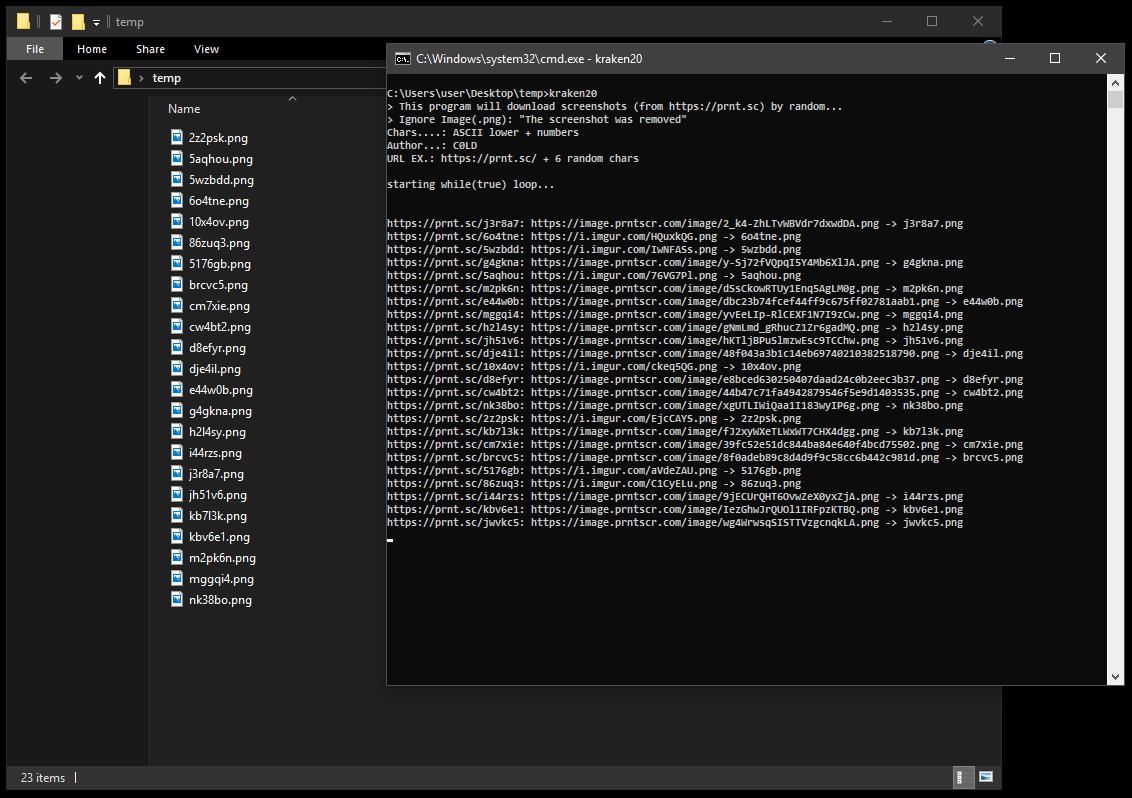 temp
File Home Share View
temp
Name
2z2psk.png
5aqhou.png
5wzbdd.png
6o4tne.png
10x4ov.png
86zuq3.png
5176gb.png
brcvc5.png
cm7xie.png
cw4bt2.png
d8efyr.png
dje4il.png
e44w0b.png
g4gkna.png
h2l4sy.png
i44rzs.png
j3r8a7.png
jh51v6.png
kb7l3k.png
kbv6e1.png
m2pk6n.png
mggqi4.png
nk38bo.png
23 items
C:\Windows\system32\cmd.exe - kraken20
C:\Users\user\Desktop\temp>kraken20
> This program will download screenshots (from https://prnt.sc) by random...
> Ignore Image(.png): "The screenshot was removed"
Chars....: ASCII lower + numbers
Author...: C0LD
URL EX.: https://prnt.sc/ + 6 random chars
starting while(true) loop...
https://prnt.sc/j3r8a7: https://image.prntscr.com/image/2_k4-ZhLTvWBVdr7dxwdDA.png -> j3r8a7.png
https://prnt.sc/6o4tne: https://i.imgur.com/HQuxkQG.png -> 6o4tne.png
https://prnt.sc/5wzbdd: https://i.imgur.com/IwNFASs.png -> 5wzbdd.png
https://prnt.sc/g4gkna: https://image.prntscr.com/image/y-5j72fVQpqI5Y4Mb6XlJA.png -> g4gkna.png
https://prnt.sc/5aqhou: https://i.imgur.com/76VG7Pl.png -> 5aqhou.png
https://prnt.sc/m2pk6n: https://image.prntscr.com/image/dSsCkowRTUy1Enq5AgLM0g.png -> m2pk6n.png
https://prnt.sc/e44w0b: https://image.prntscr.com/image/dbc23b74fcef44ff9c675ff02781aab1.png -> e44w0b.png
https://prnt.sc/mggqi4: https://image.prntscr.com/image/yvEeLIp-RlCEXF1N7I9zCw.png -> mggqi4.png
https://prnt.sc/h2l4sy: https://image.prntscr.com/image/gNmLmd_gRhucZ1Zr6gadMQ.png -> h2l4sy.png
https://prnt.sc/jh51v6: https://image.prntscr.com/image/hKTljBPUSlmzwEsc9TCChw.png -> jh51v6.png
https://prnt.sc/dje4il: https://image.prntscr.com/image/48f043a3b1c14eb69740210382518790.png -> dje4il.png
https://prnt.sc/10x4ov: https://i.imgur.com/ckeq5QG.png -> 10x4ov.png
https://prnt.sc/d8efyr: https://image.prntscr.com/image/e8bced630250407daad24c0b2eec3b37.png -> d8efyr.png
https://prnt.sc/cw4bt2: https://image.prntscr.com/image/44b47c71fa4942879546f5e9d1403535.png -> cw4bt2.png
https://prnt.sc/nk38bo: https://image.prntscr.com/image/xgUTLIWiQaa1I183wyIP6g.png -> nk38bo.png
https://prnt.sc/2z2psk: https://i.imgur.com/EjcCAYS.png -> 2z2psk.png
https://prnt.sc/kb7l3k: https://image.prntscr.com/image/fJ2xyWXeTLWxWT7CHX4dgg.png -> kb7l3k.png
https://prnt.sc/cm7xie: https://image.prntscr.com/image/39fc52e51dc844ba84e640f4bcd75502.png -> cm7xie.png
https://prnt.sc/brcvc5: https://image.prntscr.com/image/8f0adeb89c8d4d9f9c58cc6b442c981d.png -> brcvc5.png
https://prnt.sc/5176gb: https://i.imgur.com/aVdeZAU.png -> 5176gb.png
https://prnt.sc/86zuq3: https://i.imgur.com/C1CyELu.png -> 86zuq3.png
https://prnt.sc/i44rzs: https://image.prntscr.com/image/9jECUrQHT6OvwZeX0yxZjA.png -> i44rzs.png
https://prnt.sc/kbv6e1: https://image.prntscr.com/image/IezGhwJrQUOl1IRFpzKTBQ.png -> kbv6e1.png
https://prnt.sc/jwvkc5: https://image.prntscr.com/image/wg4WrwsqSISTTVzgcnqkLA.png -> jwvkc5.png